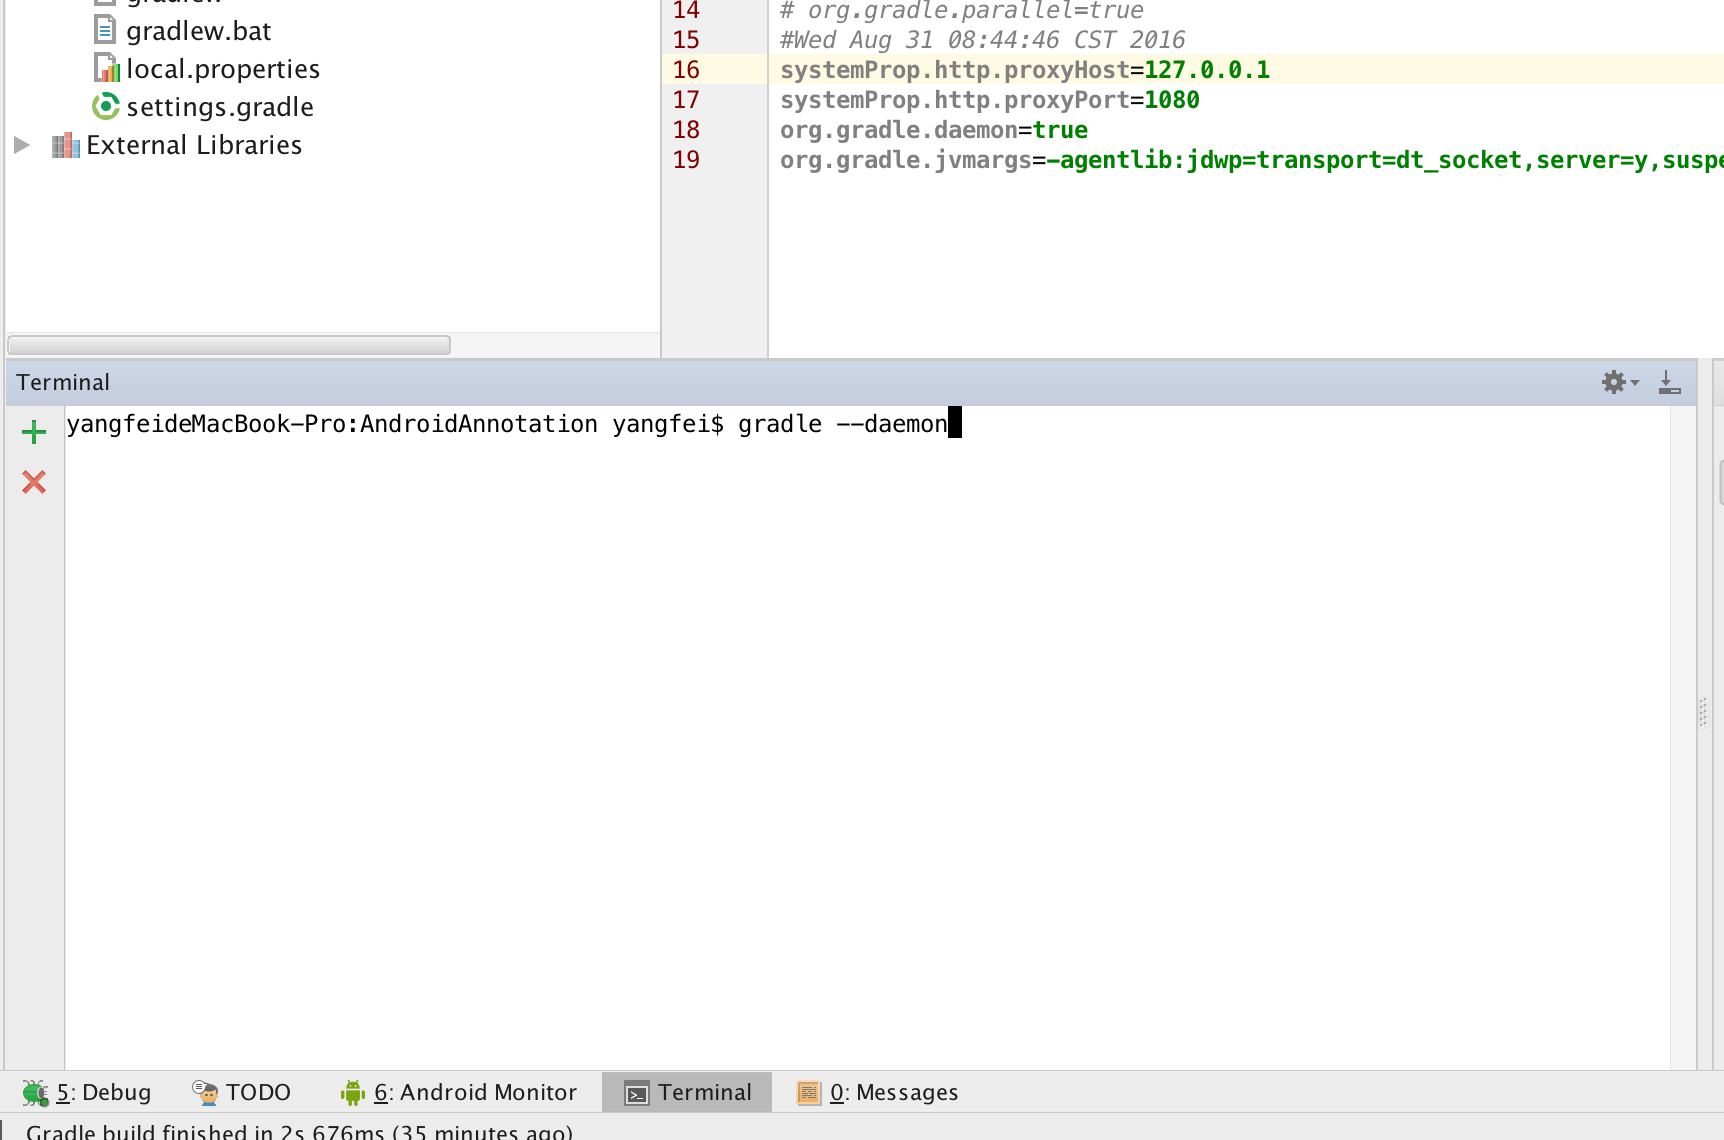 gradlew
gradlew.bat
local.properties
settings.gradle
External Libraries
14 # org.gradle.parallel=true
15 #Wed Aug 31 08:44:46 CST 2016
16 systemProp.http.proxyHost=127.0.0.1
17 systemProp.http.proxyPort=1080
18 org.gradle.daemon=true
19 org.gradle.jvmargs=-agentlib:jdwp=transport=dt_socket,server=y,suspe
Terminal
yangfeideMacBook-Pro:AndroidAnnotation yangfei$ gradle --daemon
5: Debug TODO 6: Android Monitor Terminal 0: Messages
Gradle build finished in 2s 676ms (35 minutes ago)